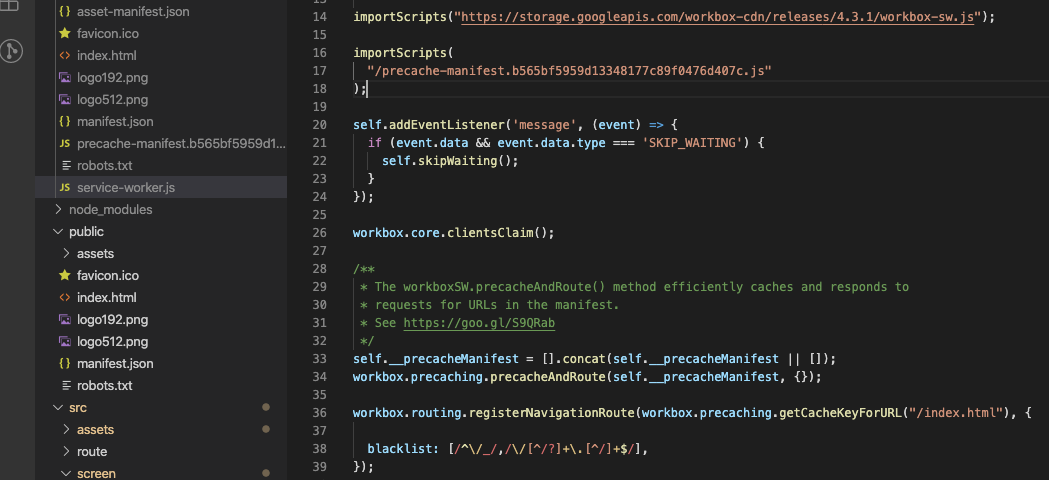 asset-manifest.json
favicon.ico
index.html
logo192.png
logo512.png
manifest.json
precache-manifest.b565bf5959d1...
robots.txt
service-worker.js
node_modules
public
assets
favicon.ico
index.html
logo192.png
logo512.png
manifest.json
robots.txt
src
assets
route
screen
14 importScripts("https://storage.googleapis.com/workbox-cdn/releases/4.3.1/workbox-sw.js");
15
16 importScripts(
17 "/precache-manifest.b565bf5959d13348177c89f0476d407c.js"
18 );
19
20 self.addEventListener('message', (event) => {
21 if (event.data && event.data.type === 'SKIP_WAITING') {
22 self.skipWaiting();
23 }
24 });
25
26 workbox.core.clientsClaim();
27
28 /**
29 * The workboxSW.precacheAndRoute() method efficiently caches and responds to
30 * requests for URLs in the manifest.
31 * See https://goo.gl/S9QRab
32 */
33 self.__precacheManifest = [].concat(self.__precacheManifest || []);
34 workbox.precaching.precacheAndRoute(self.__precacheManifest, {});
35
36 workbox.routing.registerNavigationRoute(workbox.precaching.getCacheKeyForURL("/index.html"), {
37
38 blacklist: [/^\/_/,/\/[^/?]+\.[^/]+$/],
39 });